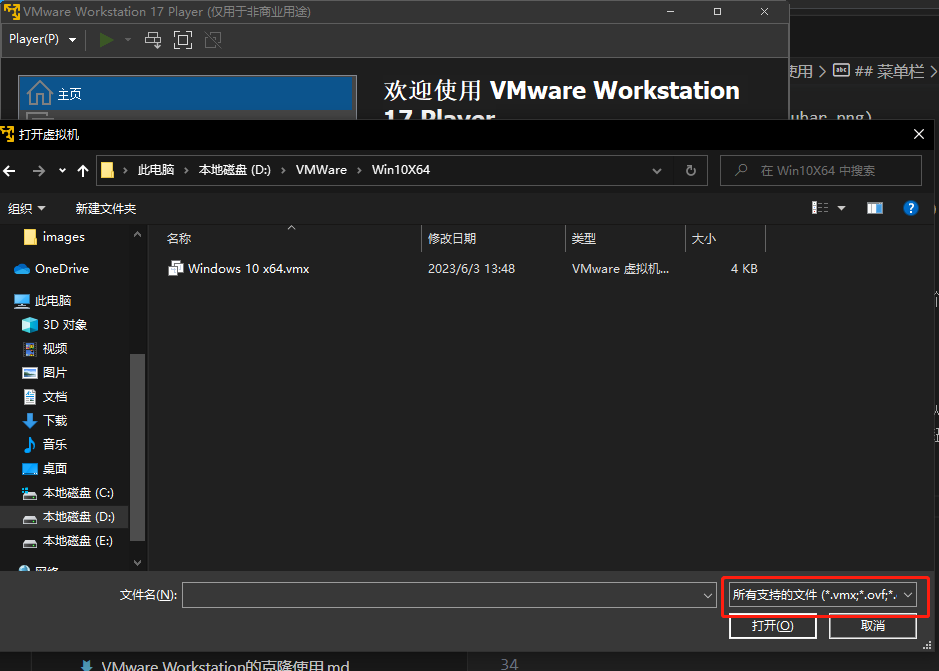 VMware Workstation 17 Player (仅用于非商业用途)
Player(P)
主页
欢迎使用 VMware Workstation
17 Player
使用 > abc ## 菜单栏 >
ubar.png)
打开虚拟机
此电脑 > 本地磁盘 (D:) > VMWare > Win10X64
在 Win10X64 中搜索
组织 新建文件夹
名称 修改日期 类型 大小
Windows 10 x64.vmx 2023/6/3 13:48 VMware 虚拟机... 4 KB
images
OneDrive
此电脑
3D 对象
视频
图片
文档
下载
音乐
桌面
本地磁盘 (C:)
本地磁盘 (D:)
本地磁盘 (E:)
网络
文件名(N):
所有支持的文件 (*.vmx;*.ovf;*.
打开(O) 取消
VMware Workstation的克隆使用.md 34